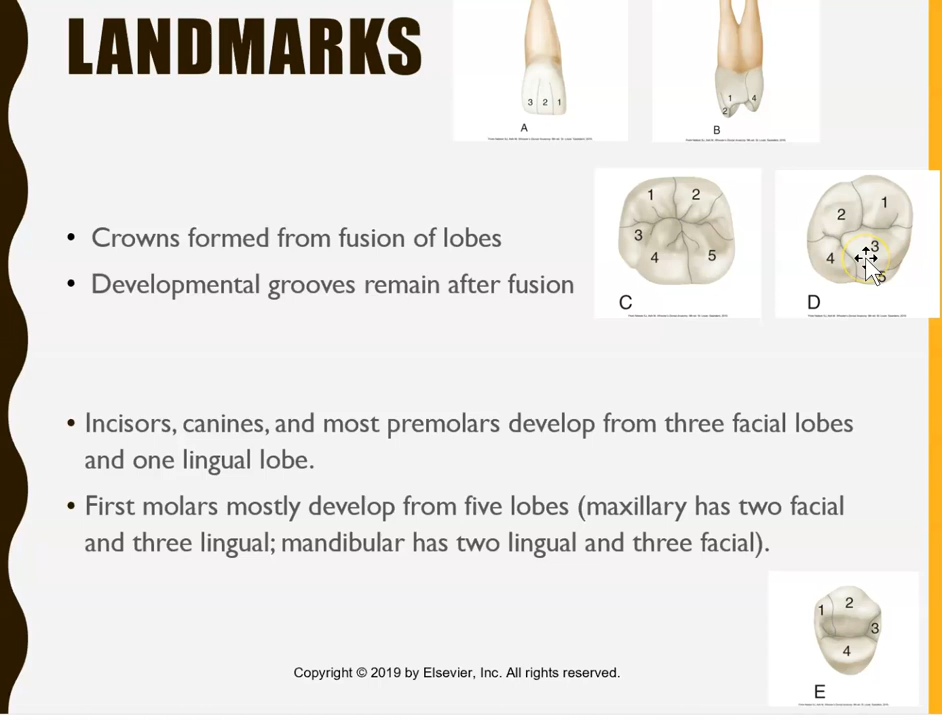 LANDMARKS
3 2 1
A
1 4
2
B
• Crowns formed from fusion of lobes
• Developmental grooves remain after fusion
1 2
3
4 5
C
1
2
3
4
5
D
• Incisors, canines, and most premolars develop from three facial lobes
and one lingual lobe.
• First molars mostly develop from five lobes (maxillary has two facial
and three lingual; mandibular has two lingual and three facial).
1 2
3
4
E
Copyright © 2019 by Elsevier, Inc. All rights reserved.